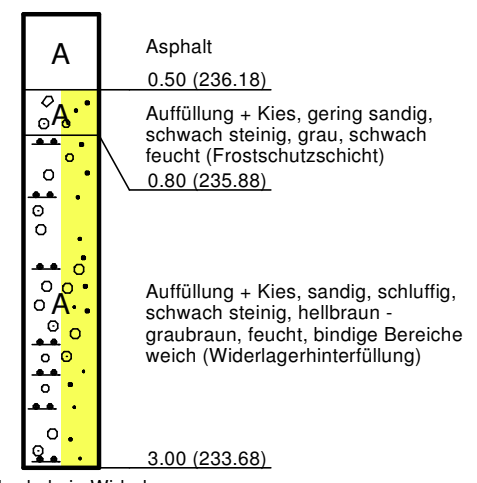 A
Asphalt
0.50 (236.18)
A
Auffüllung + Kies, gering sandig,
schwach steinig, grau, schwach
feucht (Frostschutzschicht)
0.80 (235.88)
A
Auffüllung + Kies, sandig, schluffig,
schwach steinig, hellbraun -
graubraun, feucht, bindige Bereiche
weich (Widerlagerhinterfüllung)
3.00 (233.68)